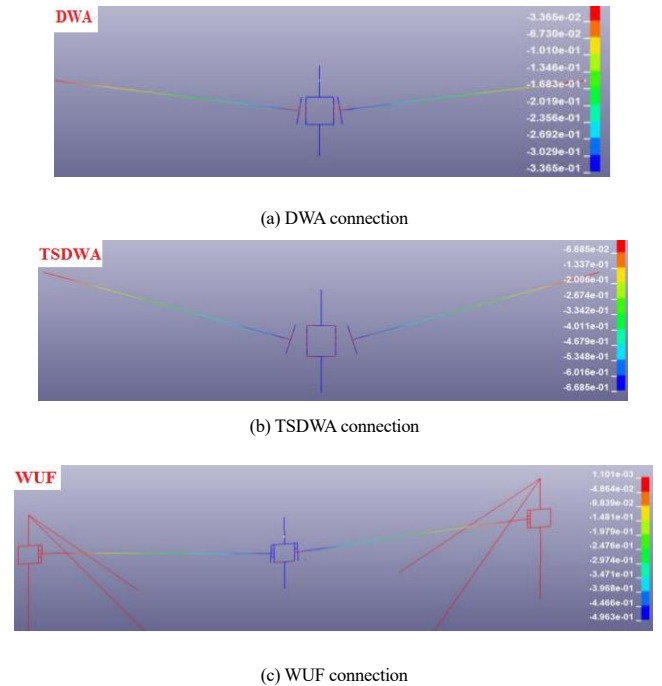 DWA
-3.365e-02
-6.730e-02
-1.010e-01
-1.346e-01
-1.683e-01
-2.019e-01
-2.356e-01
-2.692e-01
-3.029e-01
-3.365e-01
(a) DWA connection
TSDWA
-6.685e-02
-1.337e-01
-2.005e-01
-2.674e-01
-3.342e-01
-4.011e-01
-4.679e-01
-5.348e-01
-6.016e-01
-6.685e-01
(b) TSDWA connection
WUF
1.101e-03
-4.864e-02
-9.839e-02
-1.481e-01
-1.979e-01
-2.476e-01
-2.974e-01
-3.471e-01
-3.968e-01
-4.466e-01
-4.963e-01
(c) WUF connection